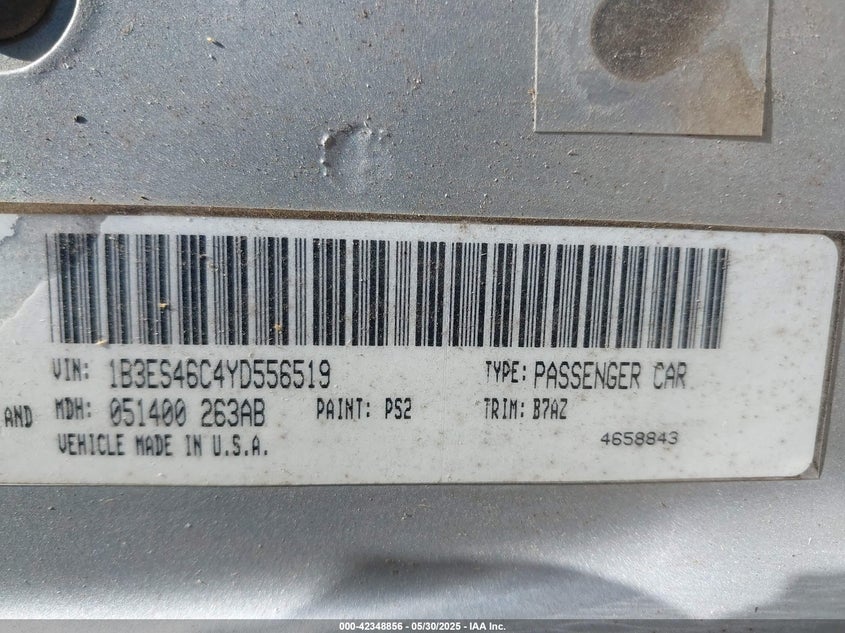 VIN: 1B3ES46C4YD556519 TYPE: PASSENGER CAR
AND MDH: 051400 263AB PAINT: PS2 TRIM: B7AZ
VEHICLE MADE IN U.S.A. 4658843
000-42348856 - 05/30/2025 - IAA Inc.